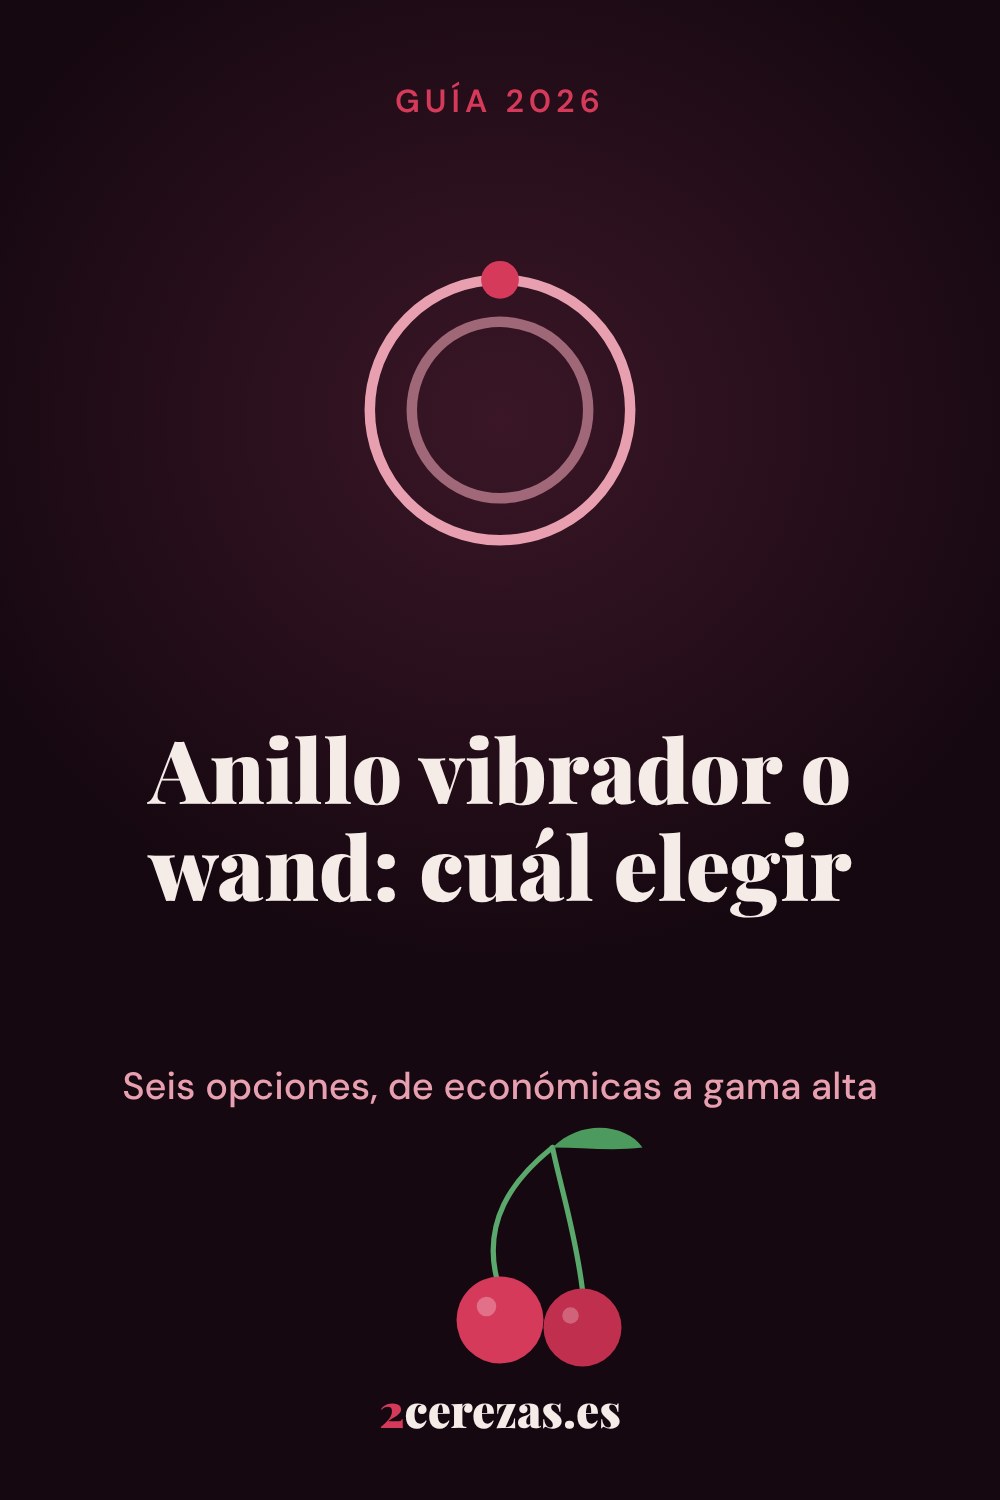 GUÍA 2026
Anillo vibrador o
wand: cuál elegir
Seis opciones, de económicas a gama alta
2cerezas.es